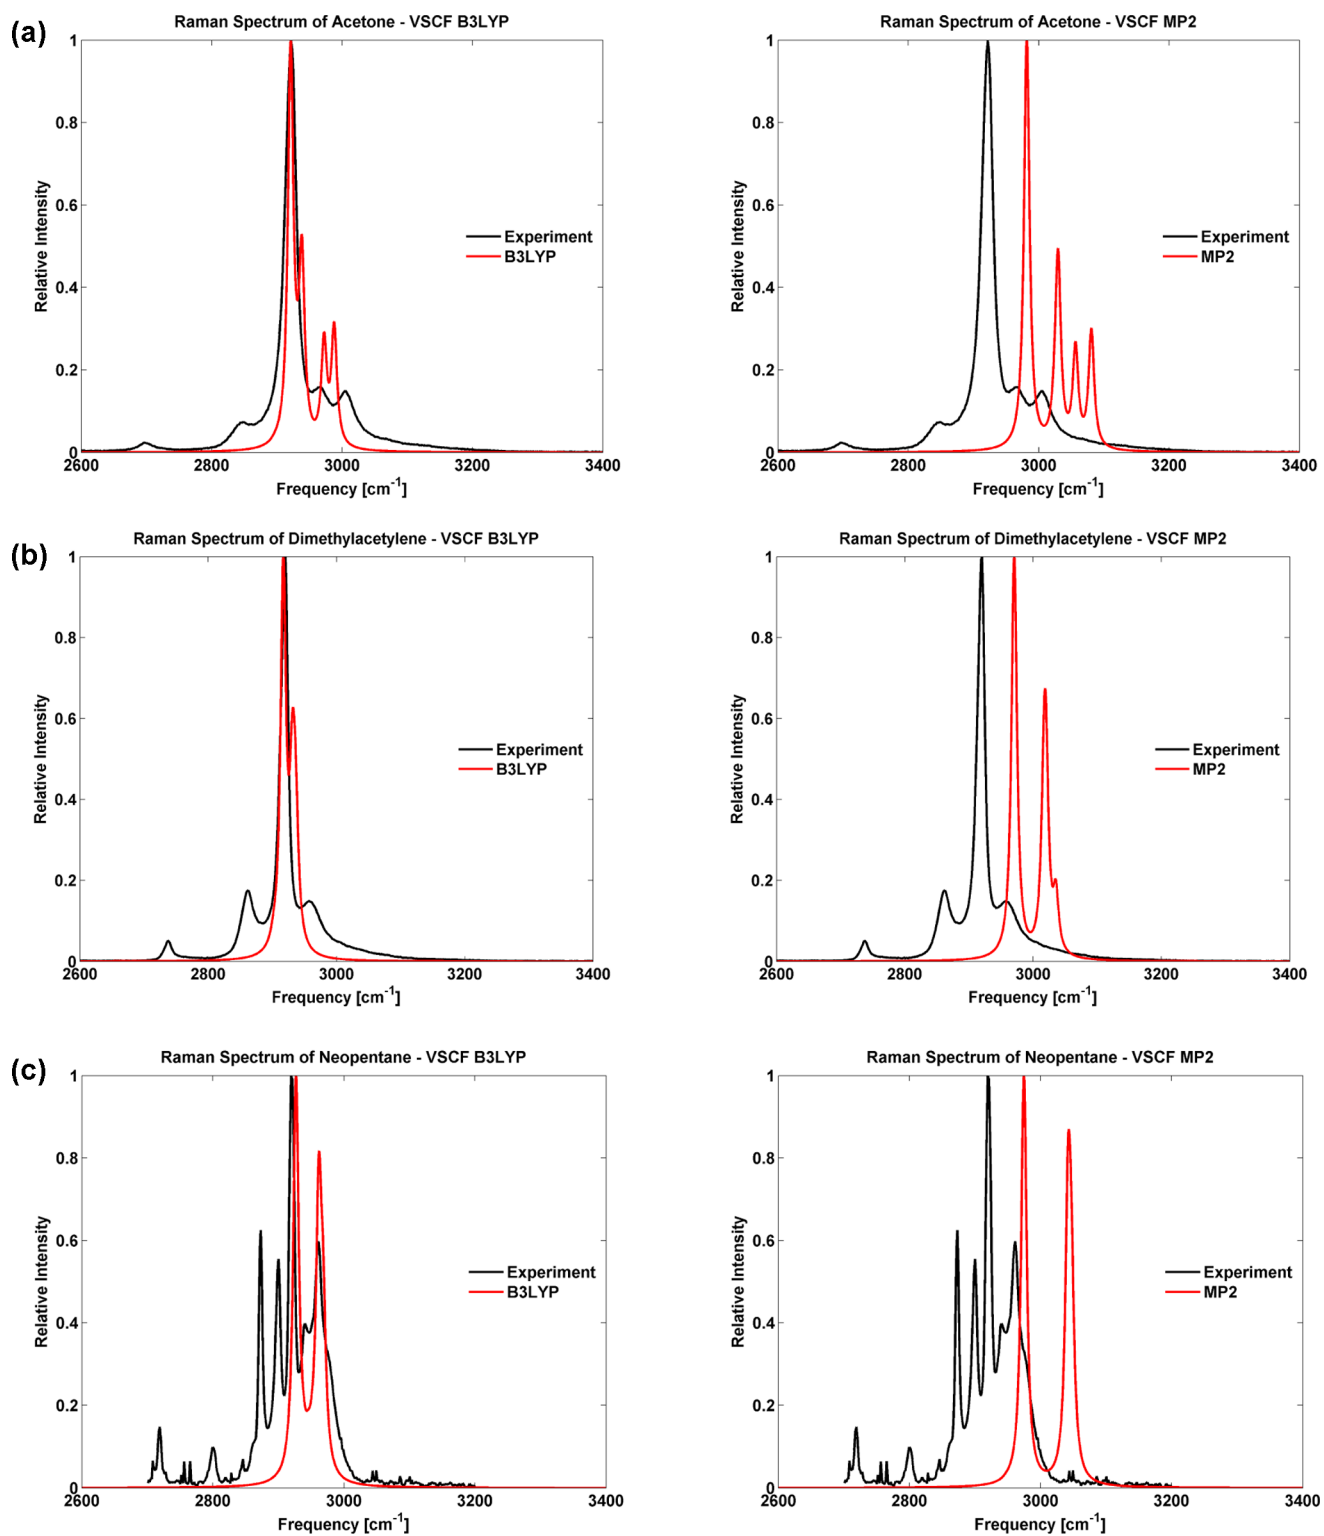 (a)
Raman Spectrum of Acetone - VSCF B3LYP
1
0.8
0.6
0.4
0.2
0
Relative Intensity
Experiment
B3LYP
2600 2800 3000 3200 3400
Frequency [cm⁻¹]
Raman Spectrum of Acetone - VSCF MP2
1
0.8
0.6
0.4
0.2
0
Relative Intensity
Experiment
MP2
2600 2800 3000 3200 3400
Frequency [cm⁻¹]
(b)
Raman Spectrum of Dimethylacetylene - VSCF B3LYP
1
0.8
0.6
0.4
0.2
0
Relative Intensity
Experiment
B3LYP
2600 2800 3000 3200 3400
Frequency [cm⁻¹]
Raman Spectrum of Dimethylacetylene - VSCF MP2
1
0.8
0.6
0.4
0.2
0
Relative Intensity
Experiment
MP2
2600 2800 3000 3200 3400
Frequency [cm⁻¹]
(c)
Raman Spectrum of Neopentane - VSCF B3LYP
1
0.8
0.6
0.4
0.2
0
Relative Intensity
Experiment
B3LYP
2600 2800 3000 3200 3400
Frequency [cm⁻¹]
Raman Spectrum of Neopentane - VSCF MP2
1
0.8
0.6
0.4
0.2
0
Relative Intensity
Experiment
MP2
2600 2800 3000 3200 3400
Frequency [cm⁻¹]